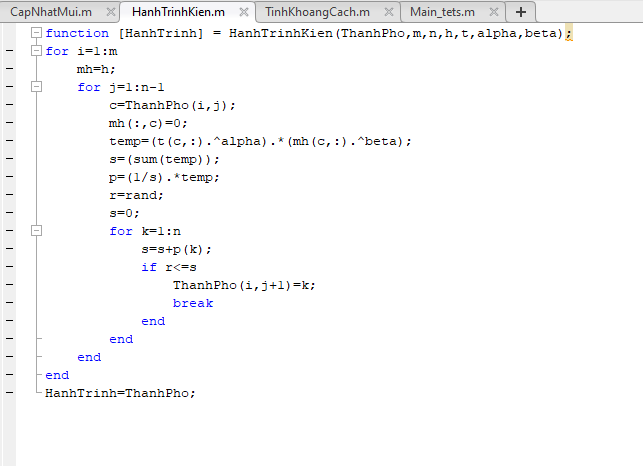 CapNhatMui.m × HanhTrinhKien.m × TinhKhoangCach.m × Main_tets.m × +
function [HanhTrinh] = HanhTrinhKien(ThanhPho,m,n,h,t,alpha,beta);
for i=1:m
mh=h;
for j=1:n-1
c=ThanhPho(i,j);
mh(:,c)=0;
temp=(t(c,:).^alpha).*(mh(c,:).^beta);
s=(sum(temp));
p=(1/s).*temp;
r=rand;
s=0;
for k=1:n
s=s+p(k);
if r<=s
ThanhPho(i,j+1)=k;
break
end
end
end
end
HanhTrinh=ThanhPho;